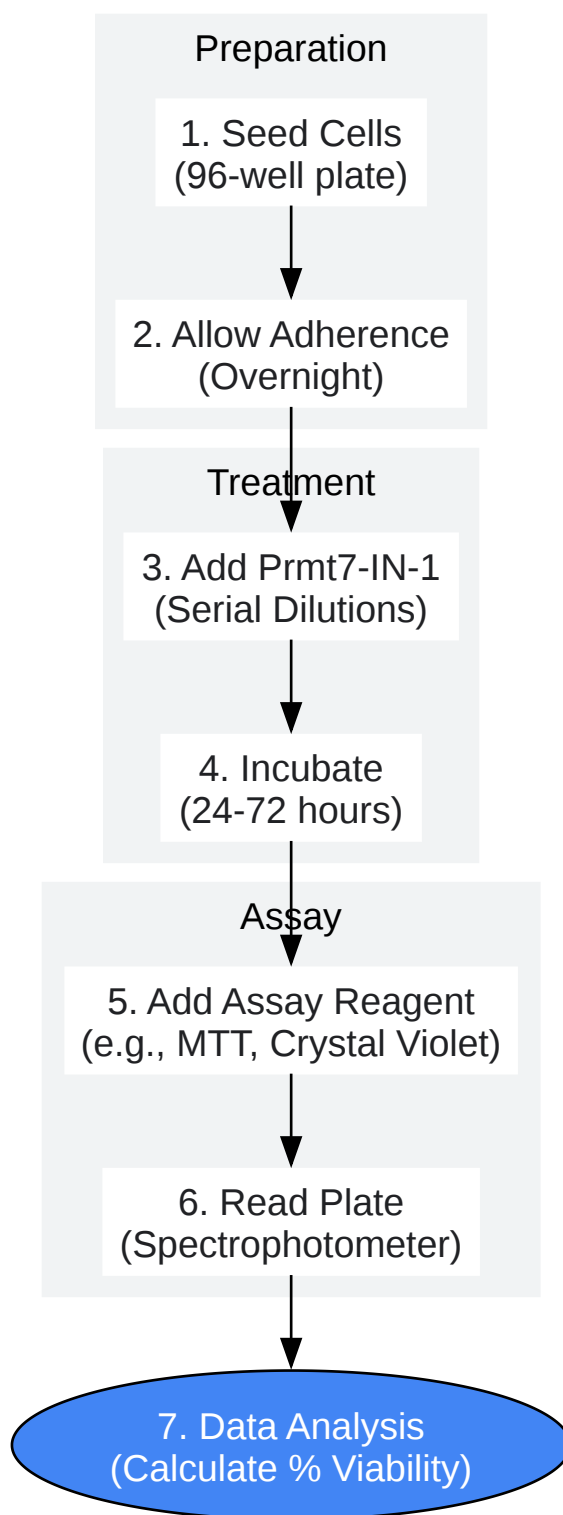 Preparation
1. Seed Cells
(96-well plate)
2. Allow Adherence
(Overnight)
Treatment
3. Add Prmt7-IN-1
(Serial Dilutions)
4. Incubate
(24-72 hours)
Assay
5. Add Assay Reagent
(e.g., MTT, Crystal Violet)
6. Read Plate
(Spectrophotometer)
7. Data Analysis
(Calculate % Viability)